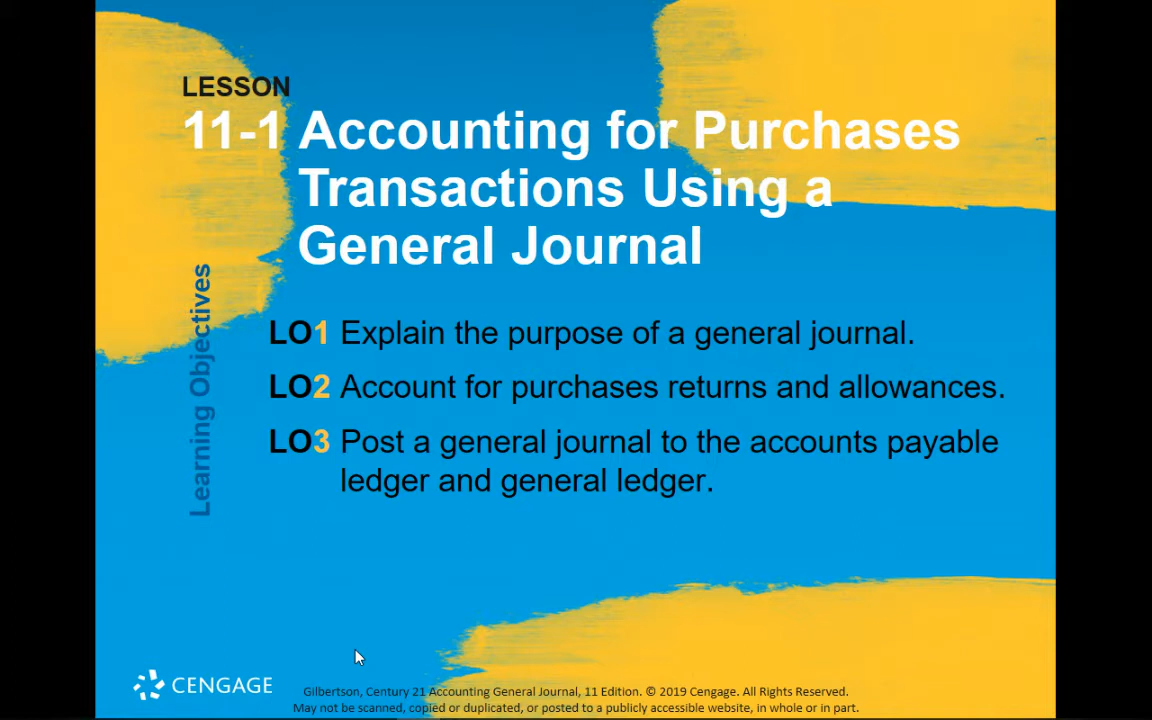 LESSON
11-1 Accounting for Purchases
Transactions Using a
General Journal
Learning Objectives
LO1 Explain the purpose of a general journal.
LO2 Account for purchases returns and allowances.
LO3 Post a general journal to the accounts payable
ledger and general ledger.
CENGAGE
Gilbertson, Century 21 Accounting General Journal, 11 Edition. © 2019 Cengage. All Rights Reserved.
May not be scanned, copied or duplicated, or posted to a publicly accessible website, in whole or in part.